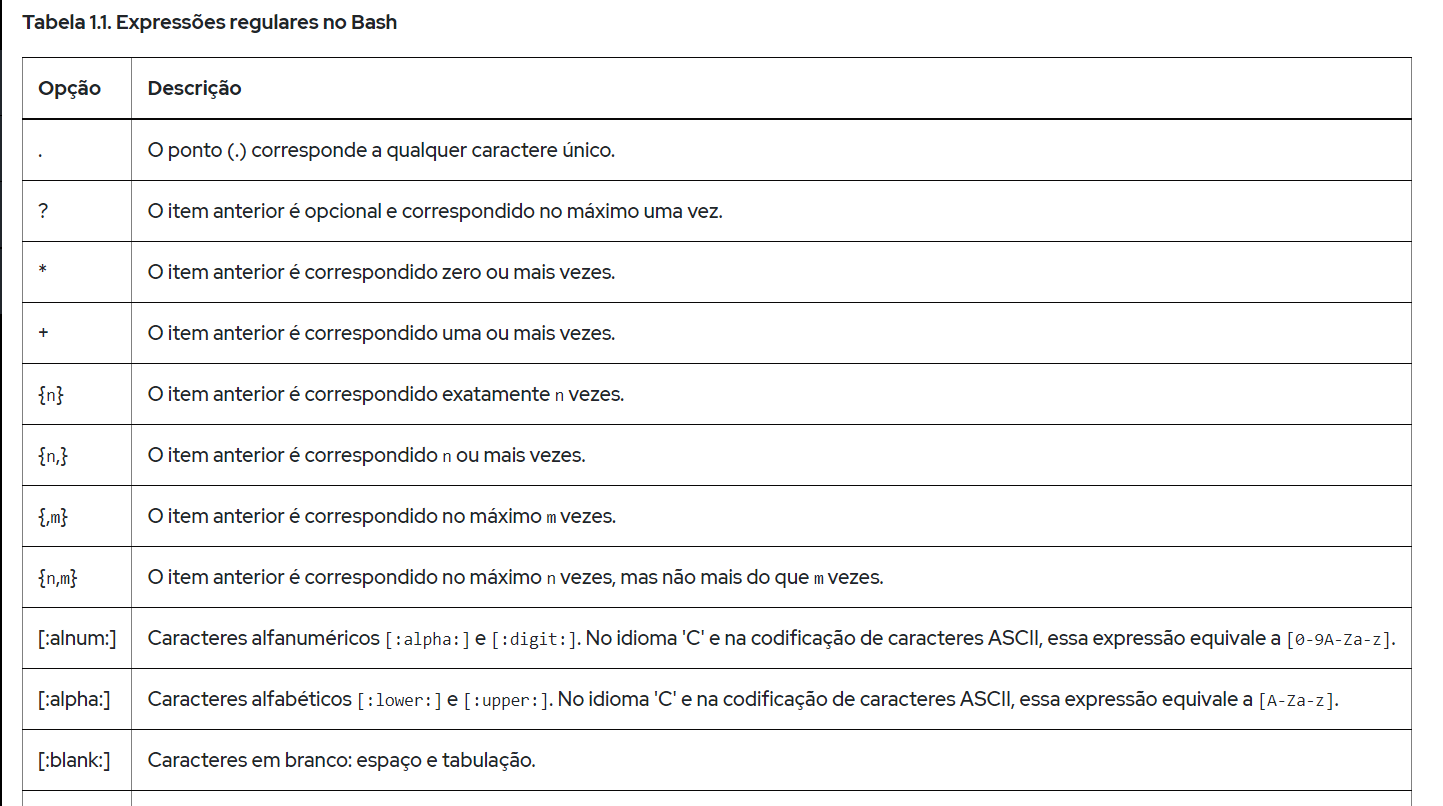 Tabela 1.1. Expressões regulares no Bash
Opção Descrição
. O ponto (.) corresponde a qualquer caractere único.
? O item anterior é opcional e correspondido no máximo uma vez.
* O item anterior é correspondido zero ou mais vezes.
+ O item anterior é correspondido uma ou mais vezes.
{n} O item anterior é correspondido exatamente n vezes.
{n,} O item anterior é correspondido n ou mais vezes.
{,m} O item anterior é correspondido no máximo m vezes.
{n,m} O item anterior é correspondido no máximo n vezes, mas não mais do que m vezes.
[:alnum:] Caracteres alfanuméricos [:alpha:] e [:digit:]. No idioma 'C' e na codificação de caracteres ASCII, essa expressão equivale a [0-9A-Za-z].
[:alpha:] Caracteres alfabéticos [:lower:] e [:upper:]. No idioma 'C' e na codificação de caracteres ASCII, essa expressão equivale a [A-Za-z].
[:blank:] Caracteres em branco: espaço e tabulação.